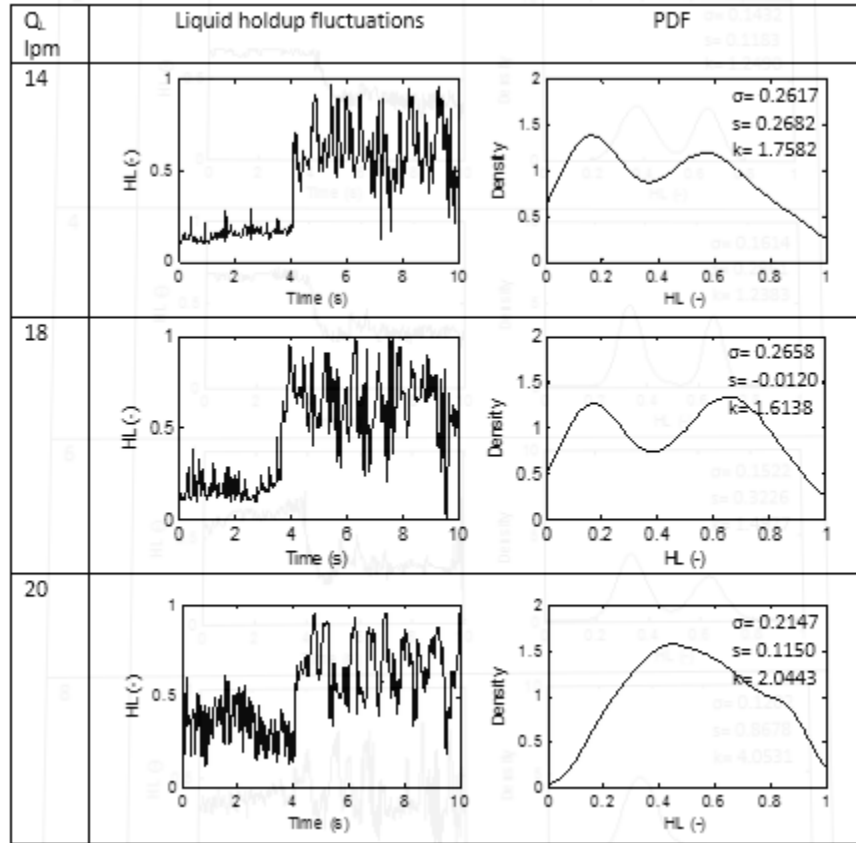 Q_L lpm
Liquid holdup fluctuations
PDF
14
HL (-)
1
0.5
0
0 2 4 6 8 10
Time (s)
Density
2
1.5
1
0.5
0
0 0.2 0.4 0.6 0.8 1
HL (-)
σ= 0.2617
s= 0.2682
k= 1.7582
18
HL (-)
1
0.5
0
0 2 4 6 8 10
Time (s)
Density
2
1.5
1
0.5
0
0 0.2 0.4 0.6 0.8 1
HL (-)
σ= 0.2658
s= -0.0120
k= 1.6138
20
HL (-)
1
0.5
0
0 2 4 6 8 10
Time (s)
Density
2
1.5
1
0.5
0
0 0.2 0.4 0.6 0.8 1
HL (-)
σ= 0.2147
s= 0.1150
k= 2.0443